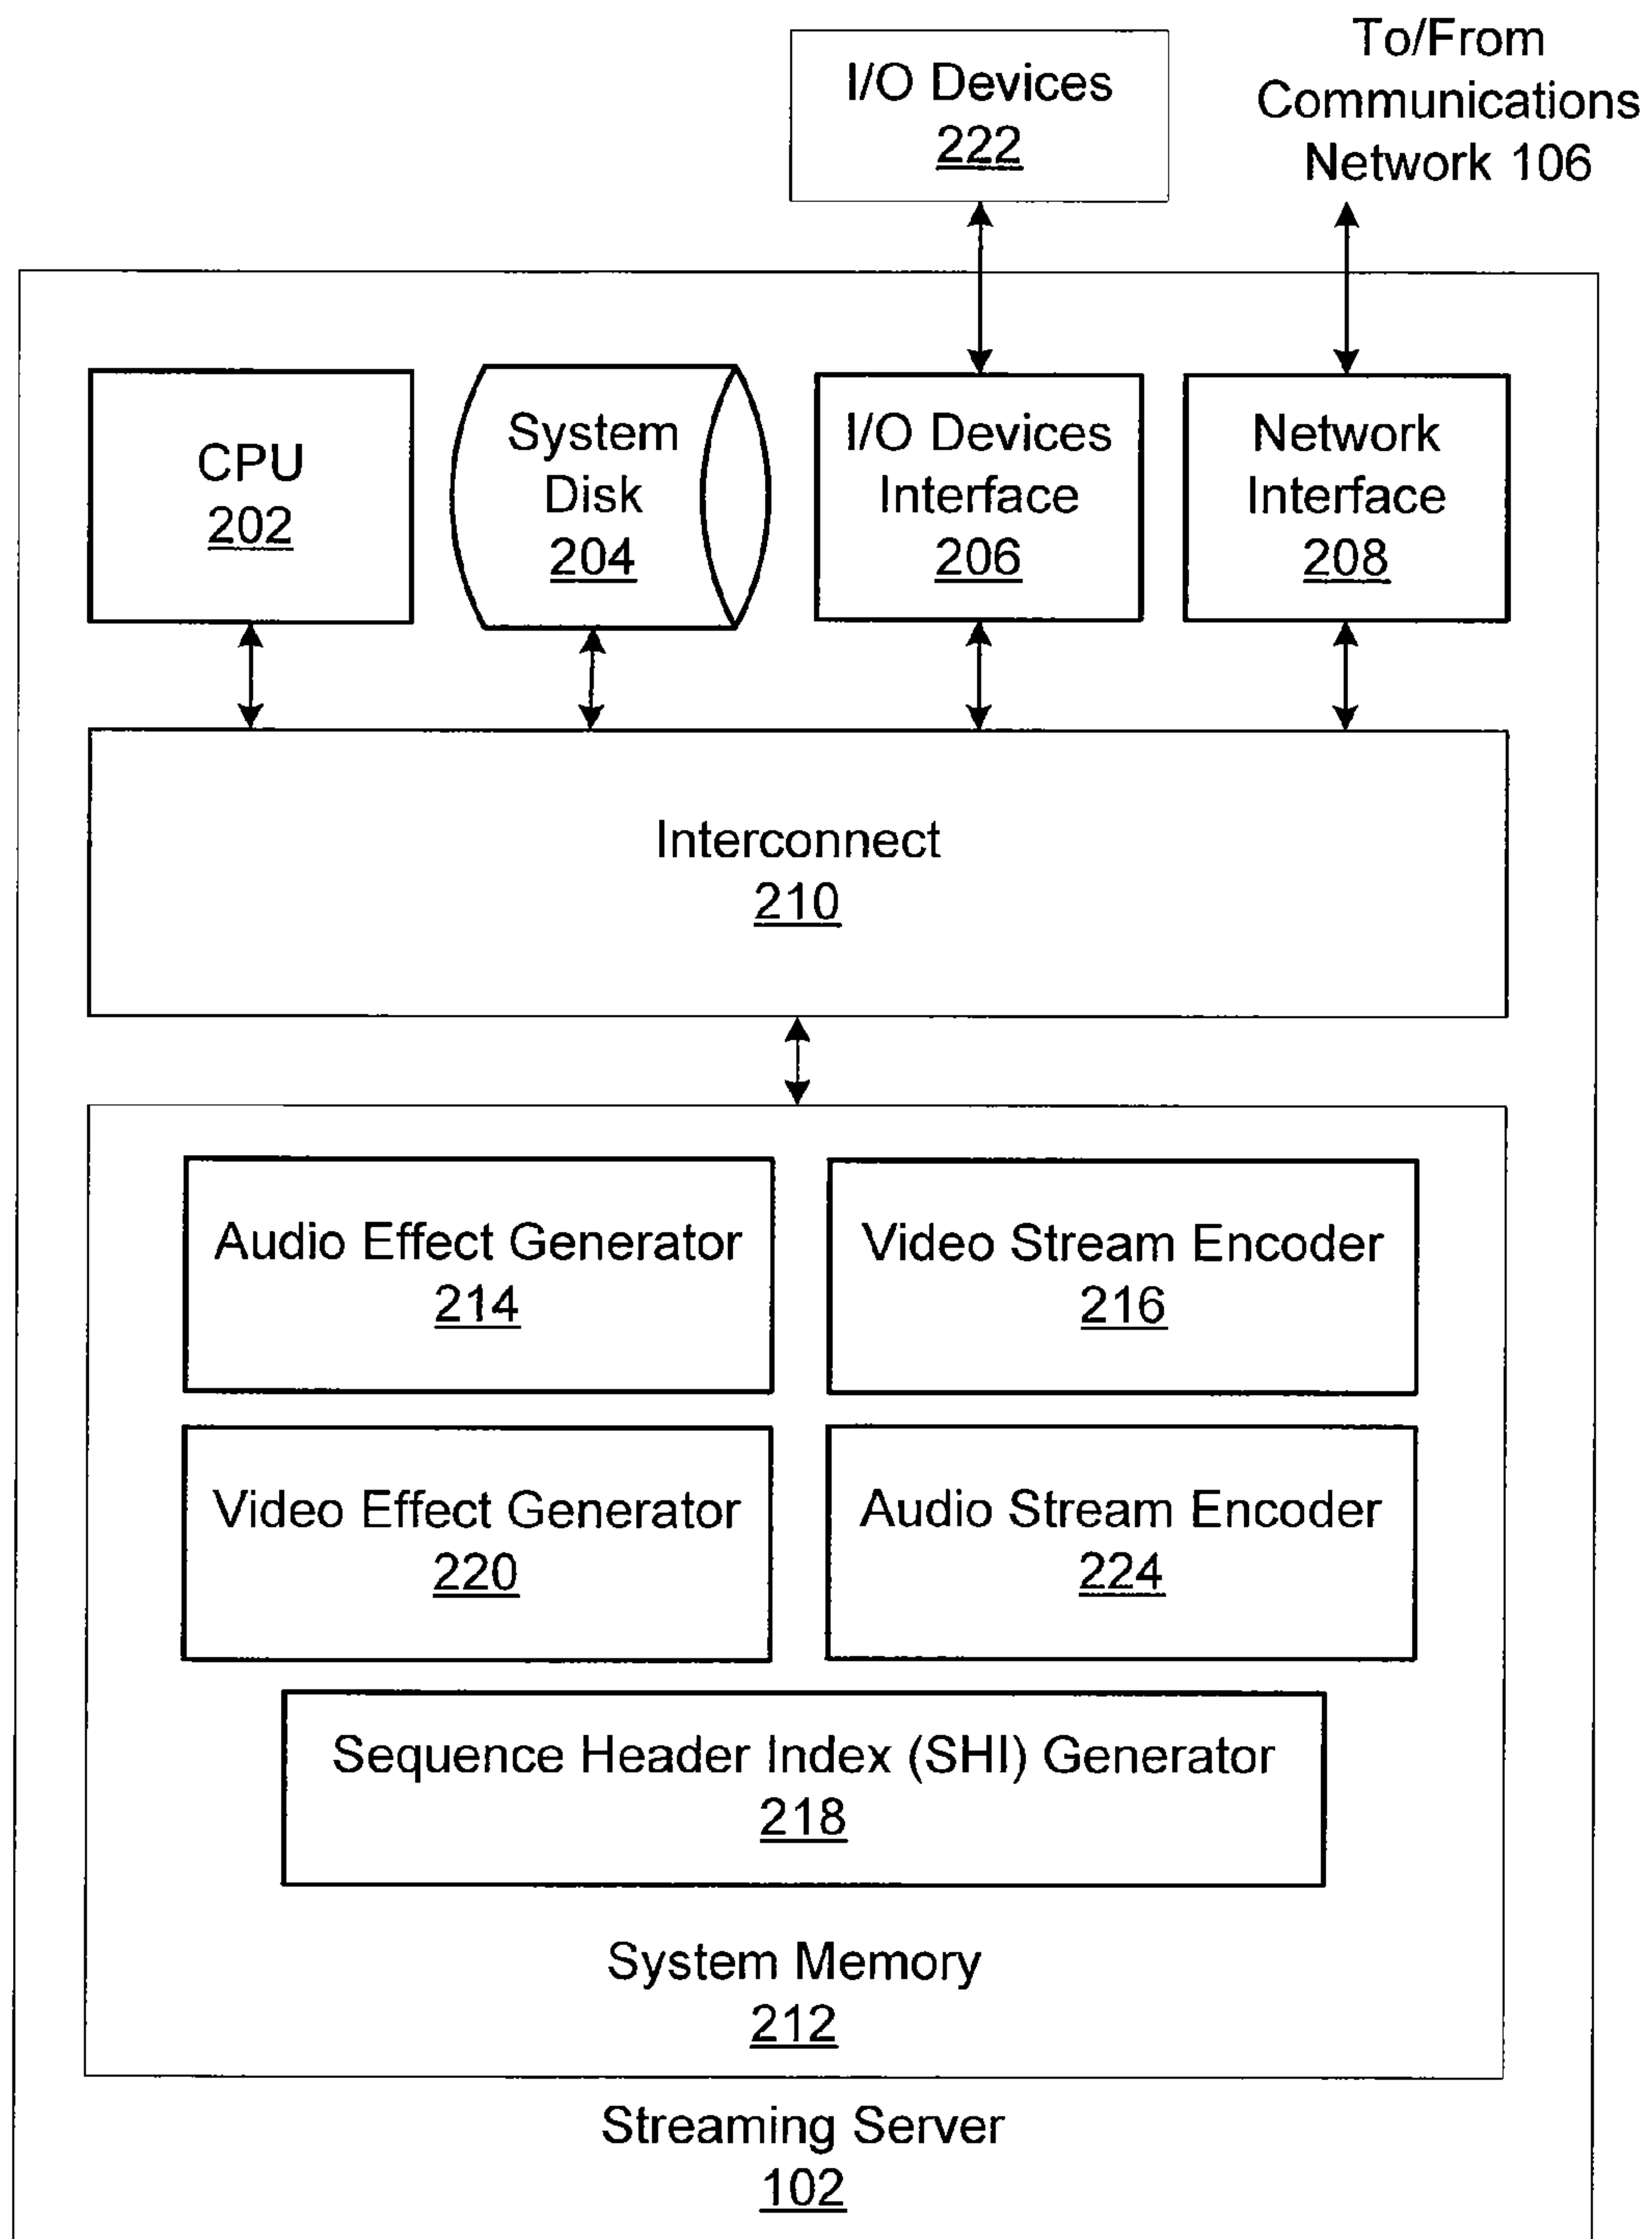 I/O Devices
222
To/From
Communications
Network 106
CPU
202
System
Disk
204
I/O Devices
Interface
206
Network
Interface
208
Interconnect
210
Audio Effect Generator
214
Video Stream Encoder
216
Video Effect Generator
220
Audio Stream Encoder
224
Sequence Header Index (SHI) Generator
218
System Memory
212
Streaming Server
102